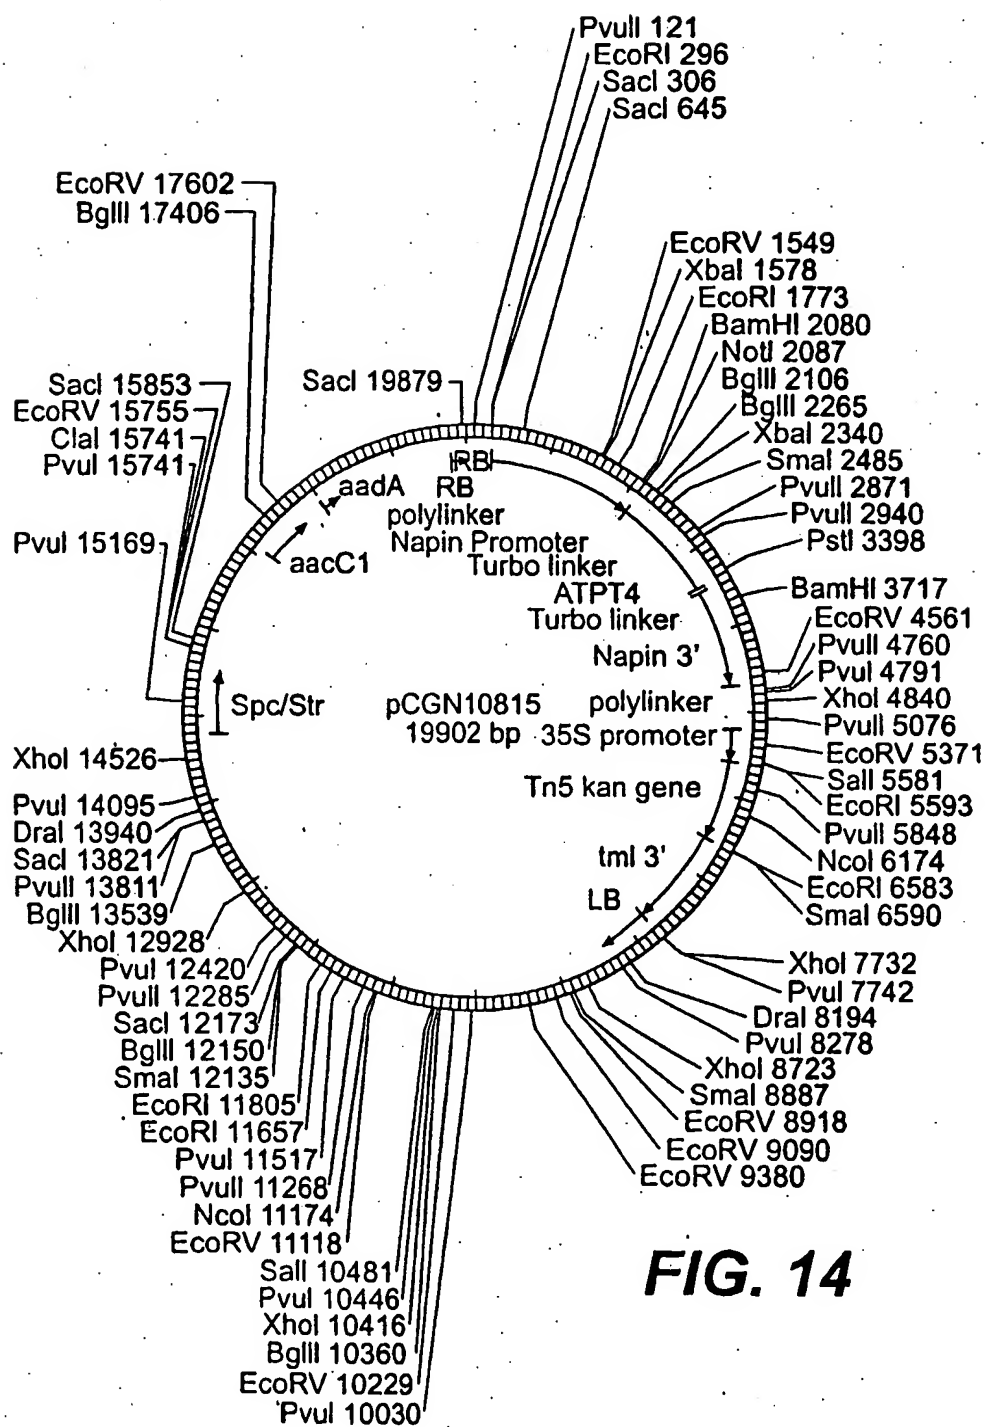 PvuII 121
EcoRI 296
SacI 306
SacI 645
EcoRV 17602
BglII 17406
EcoRV 1549
XbaI 1578
EcoRI 1773
BamHI 2080
NotI 2087
BglII 2106
BglII 2265
XbaI 2340
SmaI 2485
PvuII 2871
PvuII 2940
PstI 3398
BamHI 3717
EcoRV 4561
PvuII 4760
PvuI 4791
XhoI 4840
PvuII 5076
EcoRV 5371
SalI 5581
EcoRI 5593
PvuII 5848
NcoI 6174
EcoRI 6583
SmaI 6590
XhoI 7732
PvuI 7742
DraI 8194
PvuI 8278
XhoI 8723
SmaI 8887
EcoRV 8918
EcoRV 9090
EcoRV 9380
SacI 19879
SacI 15853
EcoRV 15755
ClaI 15741
PvuI 15741
PvuI 15169
XhoI 14526
PvuI 14095
DraI 13940
SacI 13821
PvuII 13811
BglII 13539
XhoI 12928
PvuI 12420
PvuII 12285
SacI 12173
BglII 12150
SmaI 12135
EcoRI 11805
EcoRI 11657
PvuI 11517
PvuII 11268
NcoI 11174
EcoRV 11118
SalI 10481
PvuI 10446
XhoI 10416
BglII 10360
EcoRV 10229
PvuI 10030
RB
aadA
RB
polylinker
Napin Promoter
aacC1
Turbo linker
ATPT4
Turbo linker
Napin 3'
Spc/Str
pCGN10815
polylinker
19902 bp
35S promoter
Tn5 kan gene
tml 3'
LB
FIG. 14